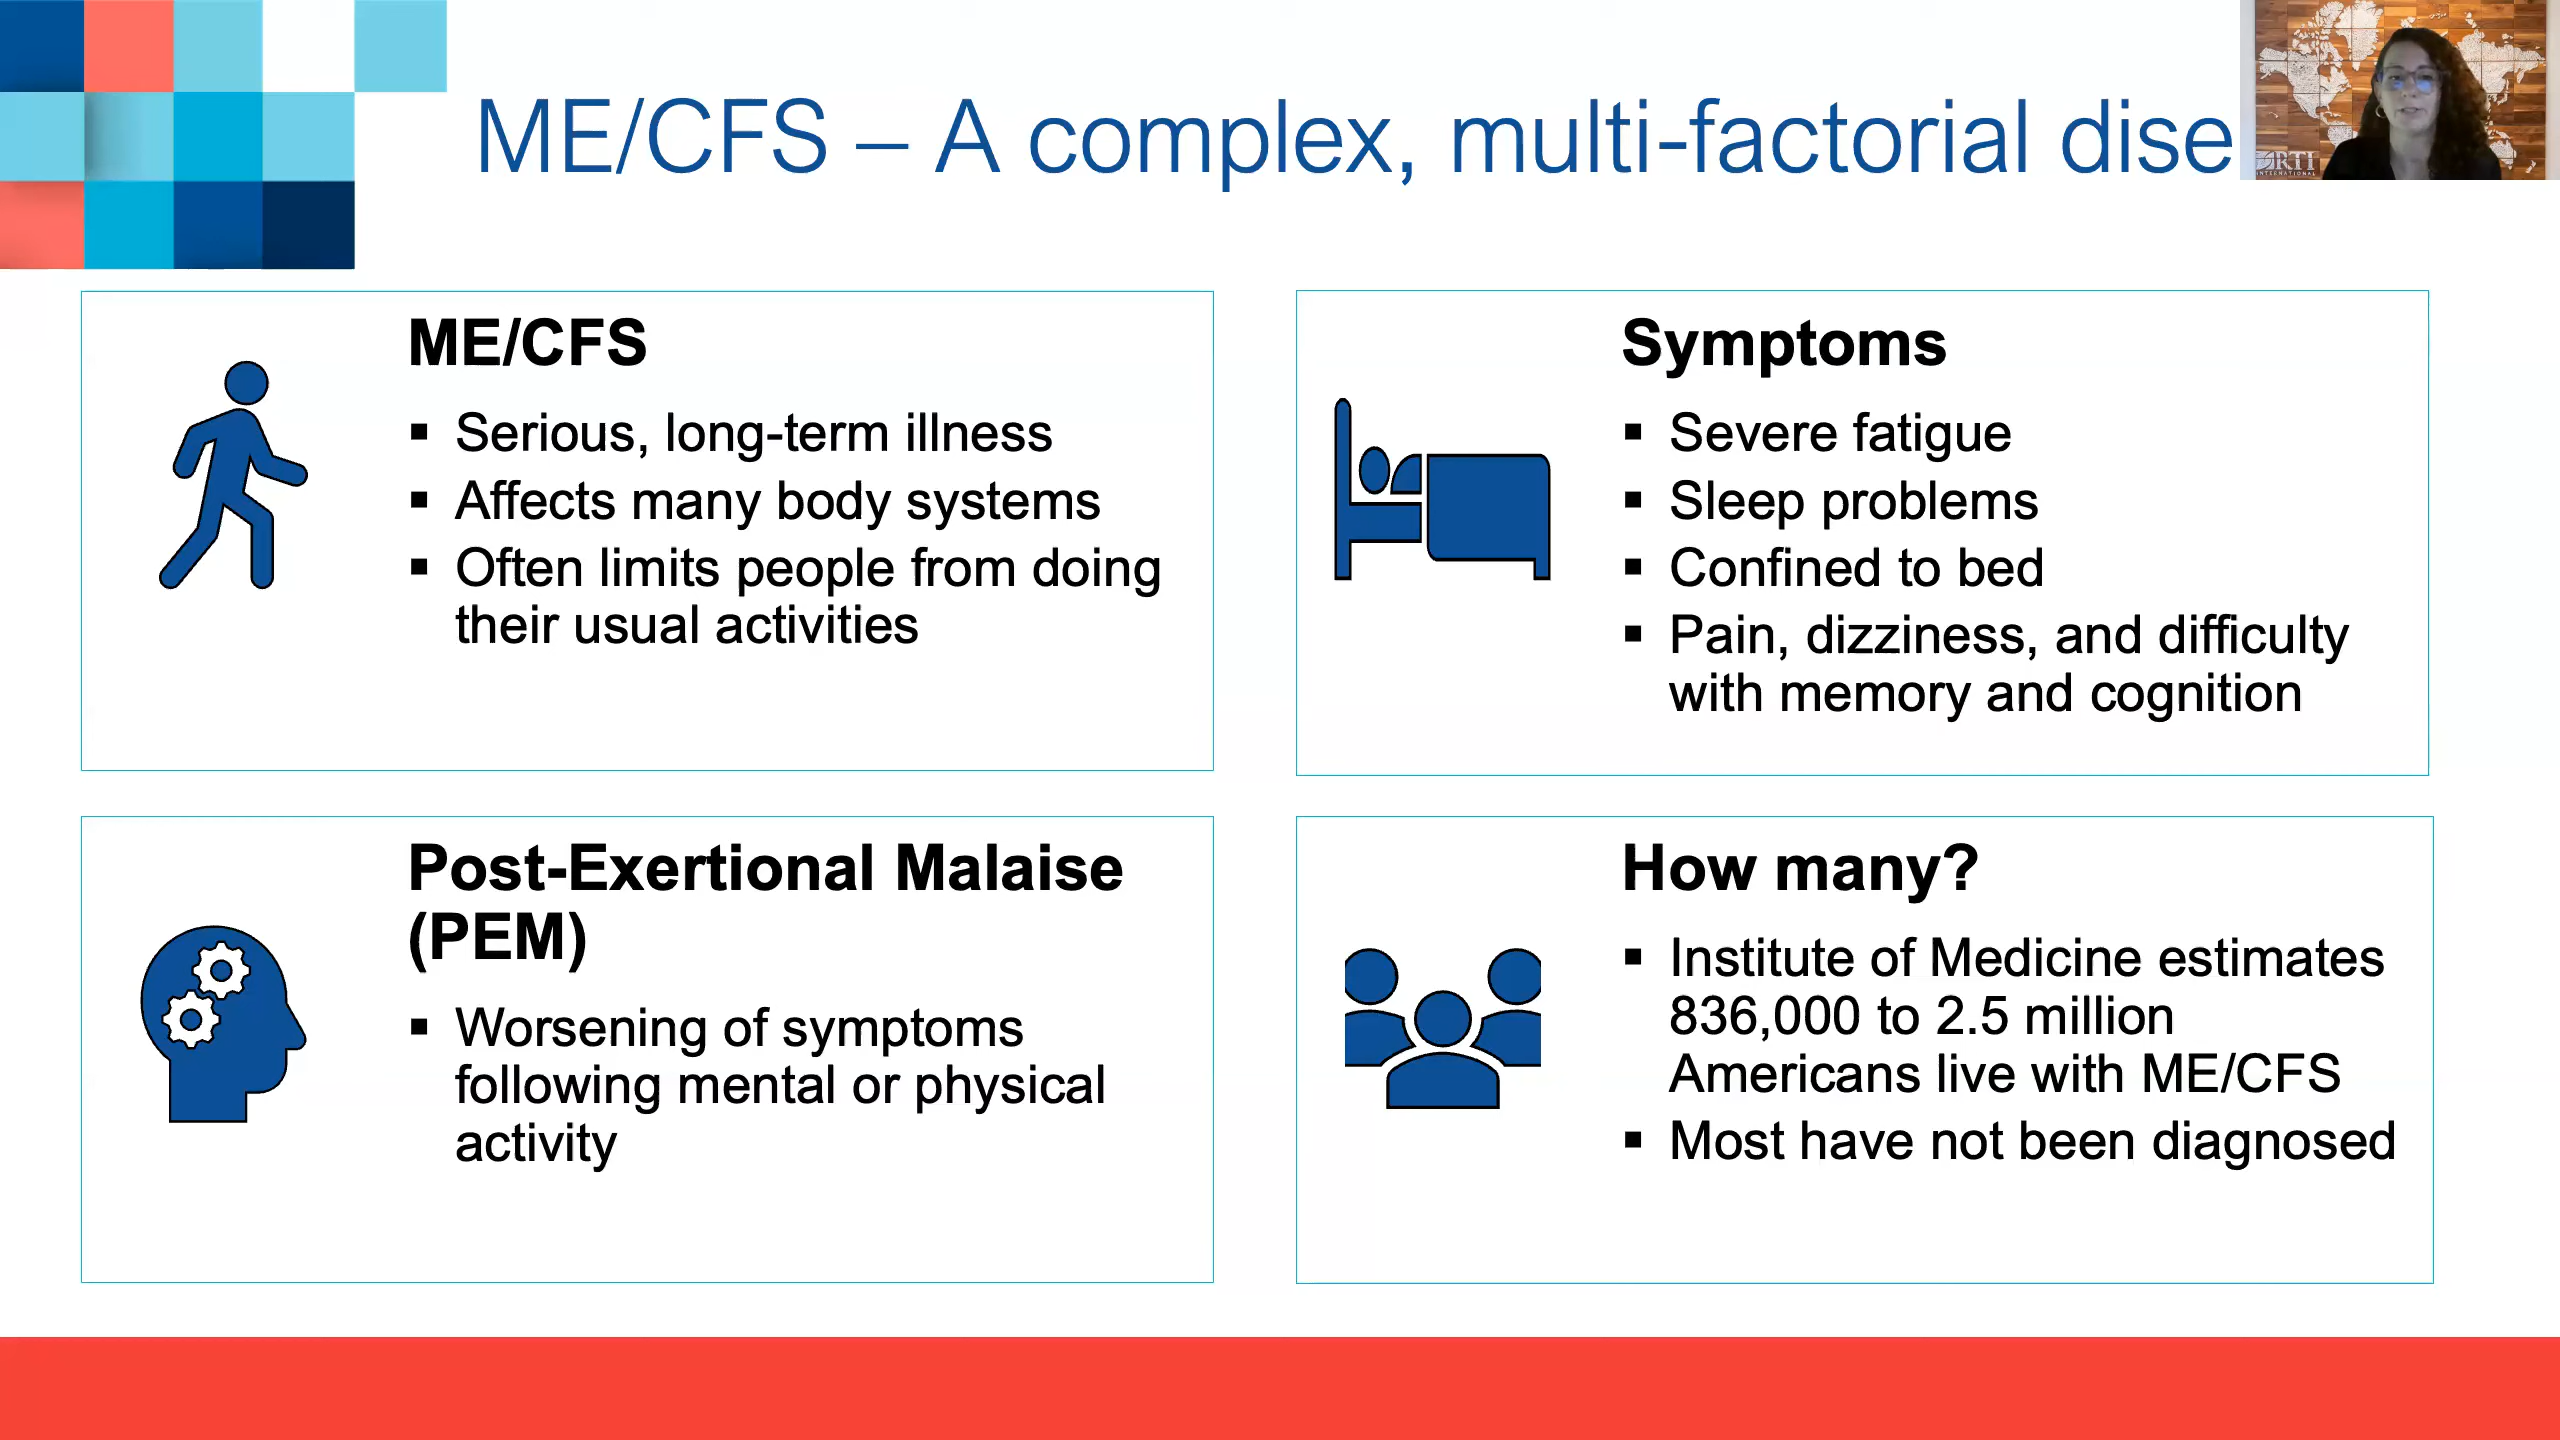 ME/CFS – A complex, multi-factorial dise
RTI
INTERNATIONAL
ME/CFS
▪ Serious, long-term illness
▪ Affects many body systems
▪ Often limits people from doing
their usual activities
Symptoms
▪ Severe fatigue
▪ Sleep problems
▪ Confined to bed
▪ Pain, dizziness, and difficulty
with memory and cognition
Post-Exertional Malaise
(PEM)
▪ Worsening of symptoms
following mental or physical
activity
How many?
▪ Institute of Medicine estimates
836,000 to 2.5 million
Americans live with ME/CFS
▪ Most have not been diagnosed